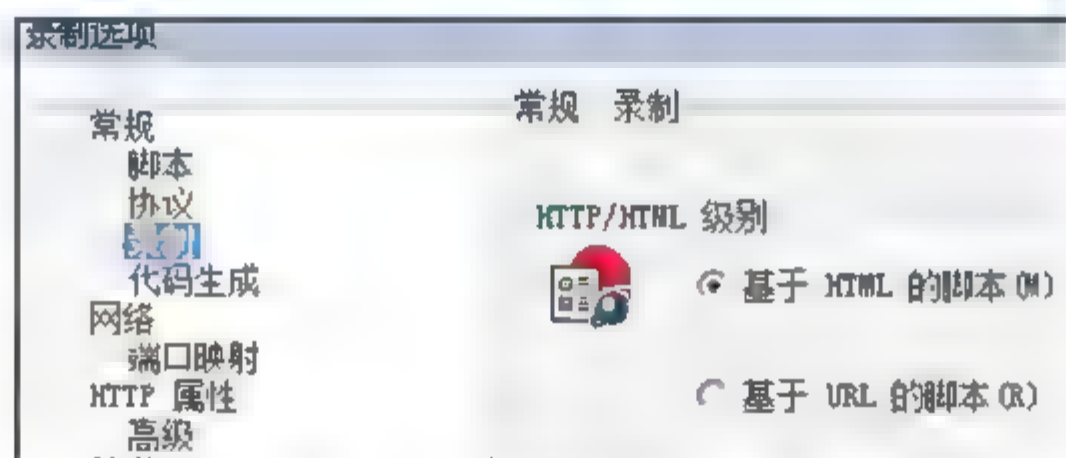 录制选项
常规 录制
常规
脚本
协议
代码生成
网络
端口映射
HTTP 属性
高级
HTTP/HTML 级别
基于 HTML 的脚本(M)
基于 URL 的脚本(R)